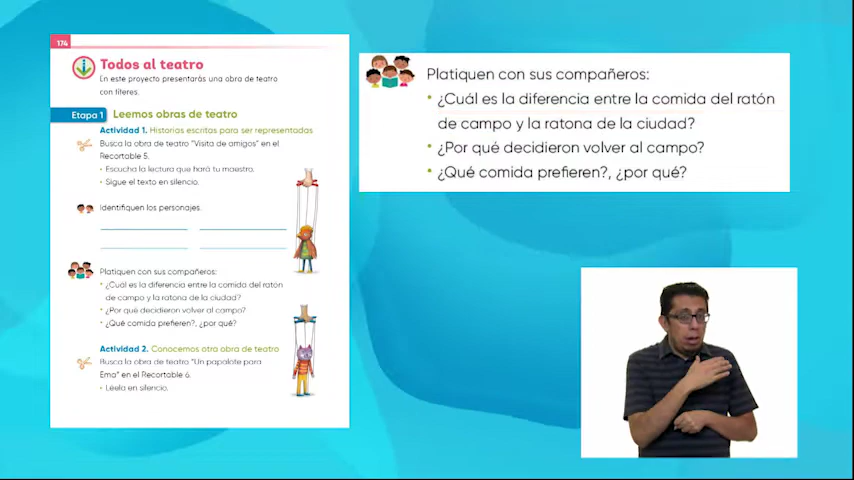 174
Todos al teatro
En este proyecto presentarás una obra de teatro
con títeres.
Etapa 1 Leemos obras de teatro
Actividad 1. Historias escritas para ser representadas
Busca la obra de teatro "Visita de amigos" en el
Recortable 5.
• Escucha la lectura que hará tu maestro.
• Sigue el texto en silencio.
Identifiquen los personajes.
Platiquen con sus compañeros:
• ¿Cuál es la diferencia entre la comida del ratón
de campo y la ratona de la ciudad?
• ¿Por qué decidieron volver al campo?
• ¿Qué comida prefieren?, ¿por qué?
Actividad 2. Conocemos otra obra de teatro
Busca la obra de teatro "Un papalote para
Ema" en el Recortable 6.
• Léela en silencio.
Platiquen con sus compañeros:
• ¿Cuál es la diferencia entre la comida del ratón
de campo y la ratona de la ciudad?
• ¿Por qué decidieron volver al campo?
• ¿Qué comida prefieren?, ¿por qué?